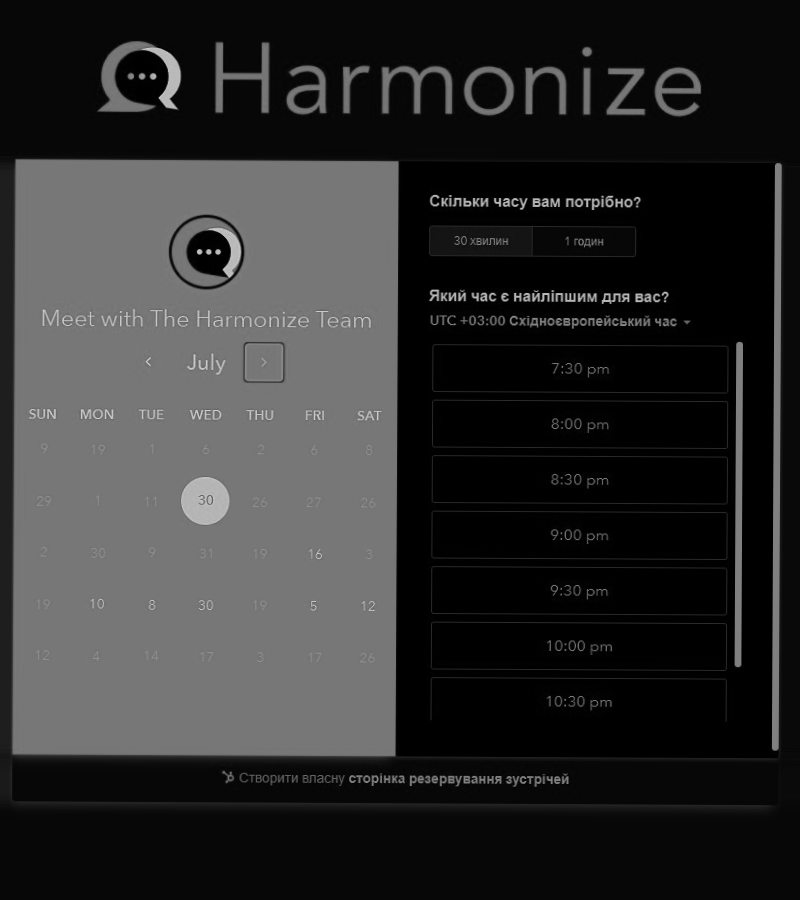 Harmonize
Meet with The Harmonize Team
July
SUN MON TUE WED THU FRI SAT
9 19 1 6 2 6 8
29 1 11 30 26 27 26
2 30 9 31 19 16 3
19 10 8 30 19 5 12
12 4 14 17 3 17 26
Скільки часу вам потрібно?
30 хвилин 1 годин
Який час є найліпшим для вас?
UTC +03:00 Східноєвропейський час
7:30 pm
8:00 pm
8:30 pm
9:00 pm
9:30 pm
10:00 pm
10:30 pm
Створити власну сторінка резервування зустрічей